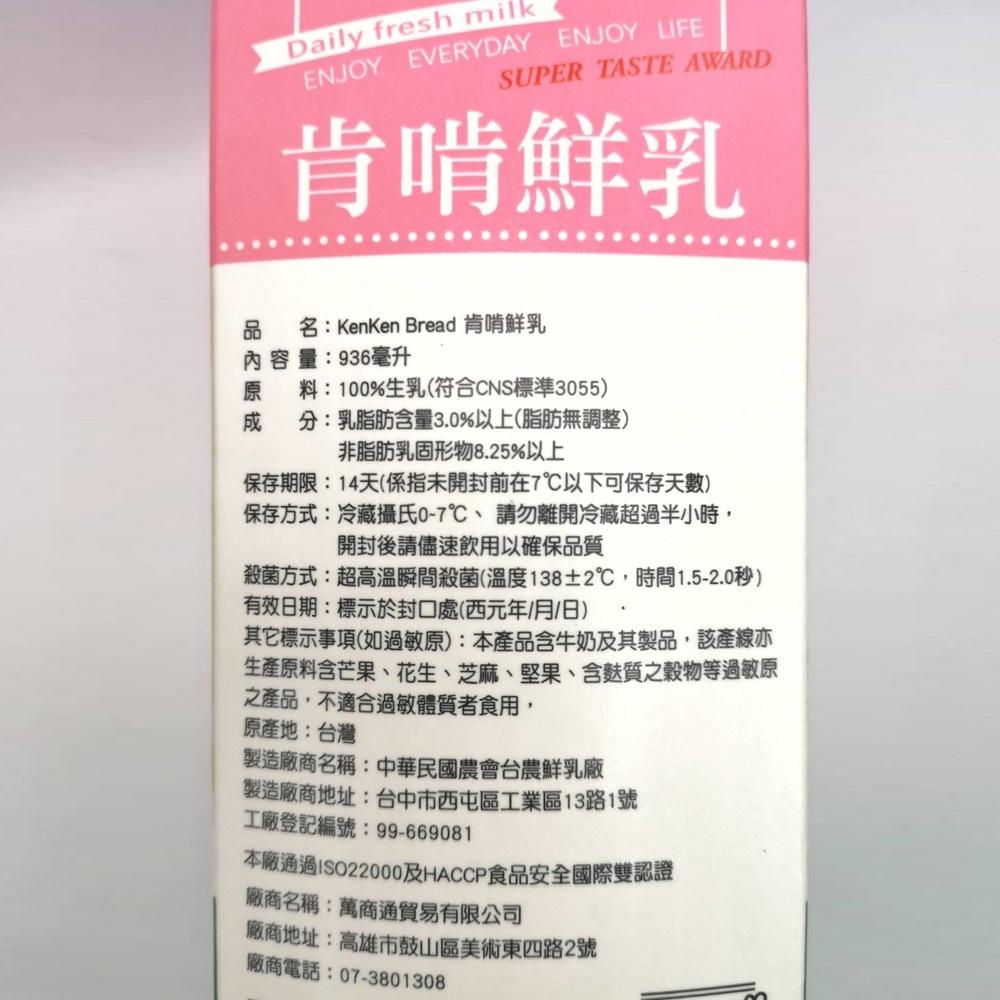 Daily fresh milk
ENJOY EVERYDAY ENJOY LIFE
SUPER TASTE AWARD
肯啃鮮乳
品名：KenKen Bread 肯啃鮮乳
內容量：936毫升
原料：100%生乳(符合CNS標準3055)
成分：乳脂肪含量3.0%以上(脂肪無調整)
非脂肪乳固形物8.25%以上
保存期限：14天(係指未開封前在7℃以下可保存天數)
保存方式：冷藏攝氏0-7℃、 請勿離開冷藏超過半小時，
開封後請儘速飲用以確保品質
殺菌方式：超高溫瞬間殺菌(溫度138±2℃，時間1.5-2.0秒)
有效日期：標示於封口處(西元年/月/日)
其它標示事項(如過敏原)：本產品含牛奶及其製品，該產線亦
生產原料含芒果、花生、芝麻、堅果、含麩質之穀物等過敏原
之產品，不適合過敏體質者食用，
原產地：台灣
製造廠商名稱：中華民國農會台農鮮乳廠
製造廠商地址：台中市西屯區工業區13路1號
工廠登記編號：99-669081
本廠通過ISO22000及HACCP食品安全國際雙認證
廠商名稱：萬商通貿易有限公司
廠商地址：高雄市鼓山區美術東四路2號
廠商電話：07-3801308